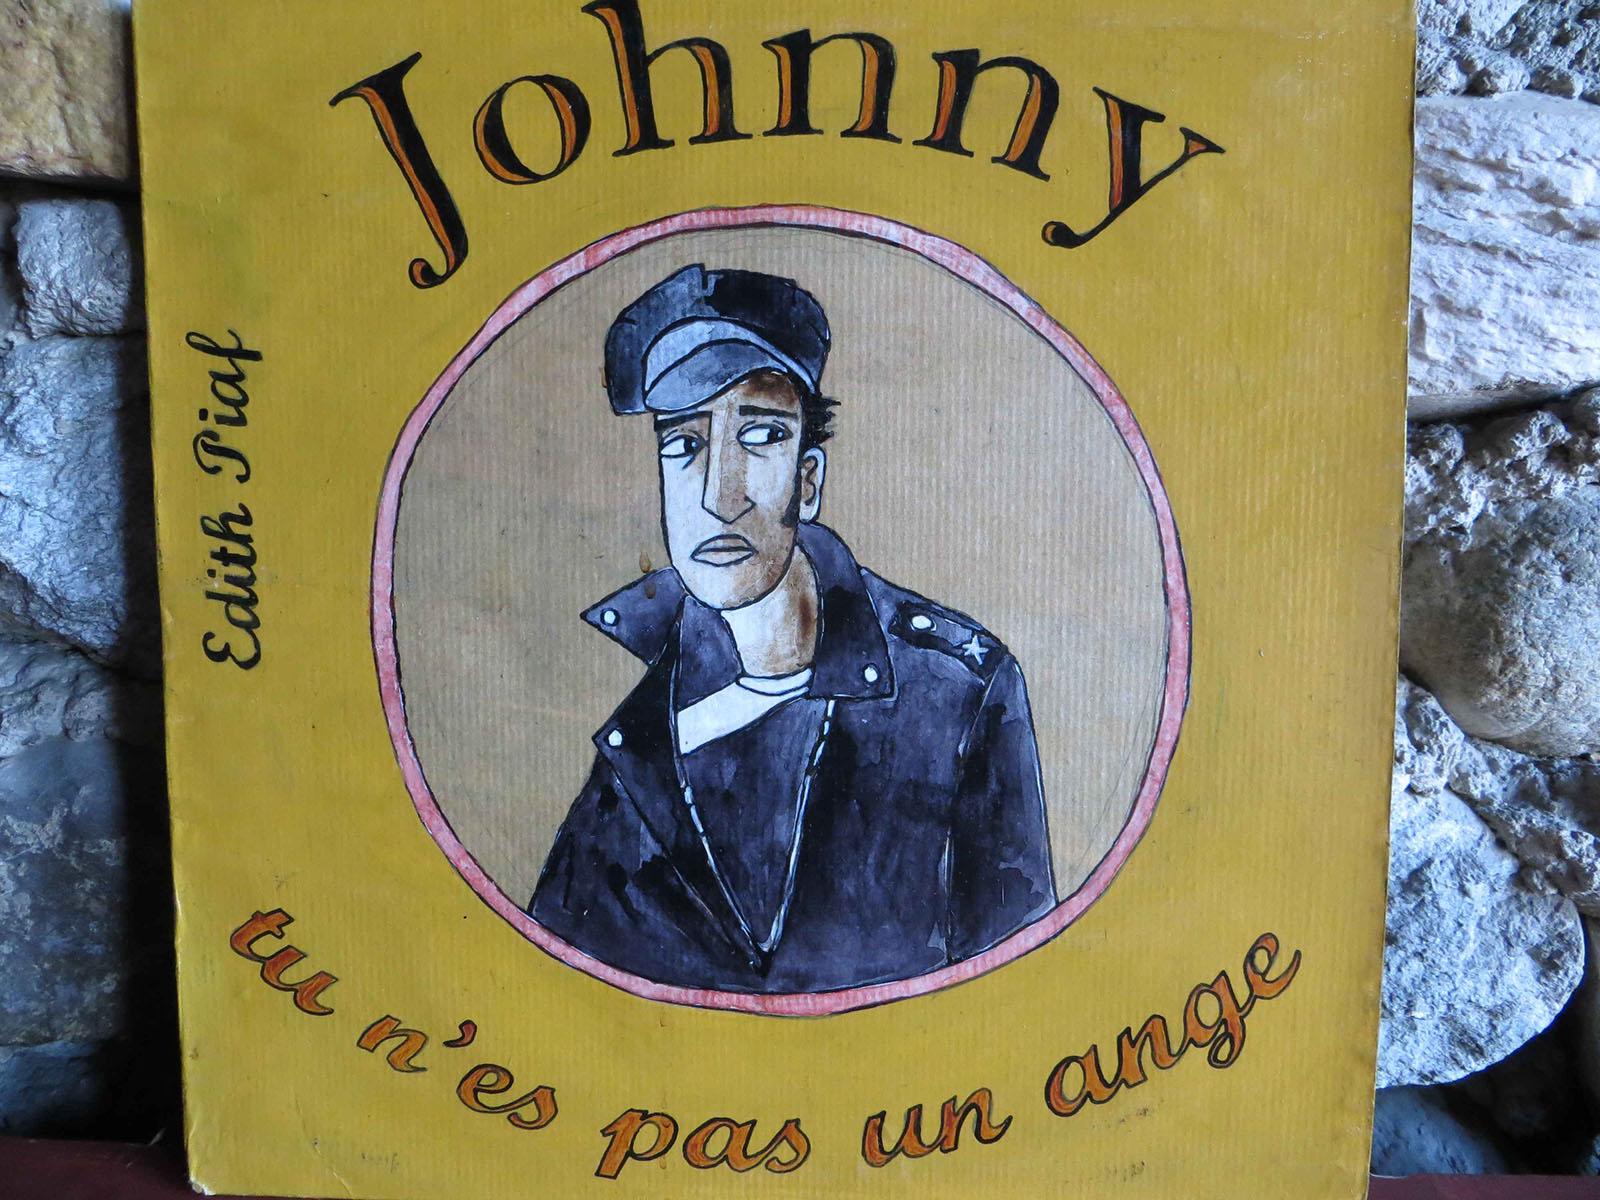 Johnny
Edith Piaf
tu n'es pas un ange